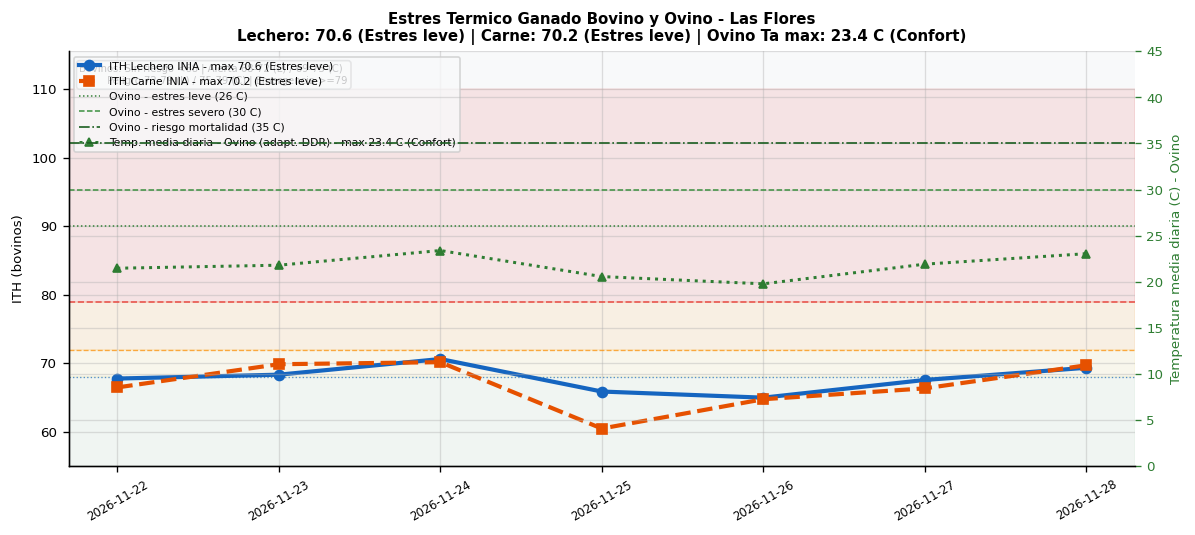 Estres Termico Ganado Bovino y Ovino - Las Flores
Lechero: 70.6 (Estres leve) | Carne: 70.2 (Estres leve) | Ovino Ta max: 23.4 C (Confort)
ITH Lechero INIA - max 70.6 (Estres leve)
ITH Carne INIA - max 70.2 (Estres leve)
Ovino - estres leve (26 C)
Ovino - estres severo (30 C)
Ovino - riesgo mortalidad (35 C)
Temp. media diaria - Ovino (adapt. DDR) - max 23.4 C (Confort)
>=79
ITH (bovinos)
110
100
90
80
70
60
Temperatura media diaria (C) - Ovino
45
40
35
30
25
20
15
10
5
0
2026-11-22
2026-11-23
2026-11-24
2026-11-25
2026-11-26
2026-11-27
2026-11-28